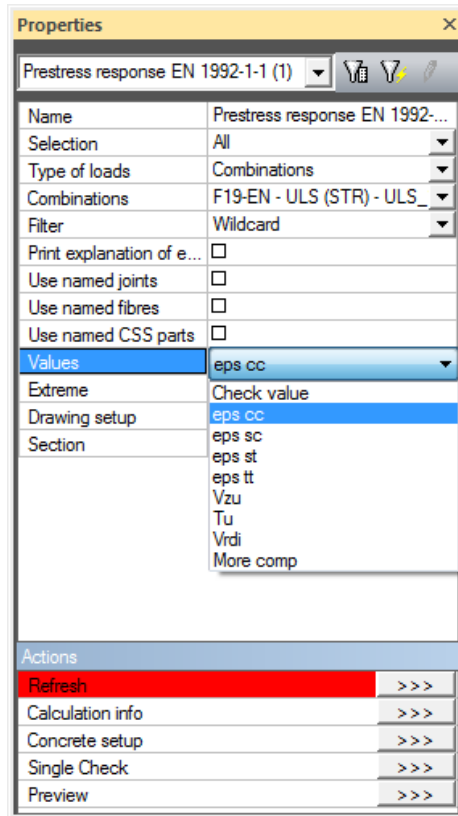 Properties
Prestress response EN 1992-1-1 (1)
Name Prestress response EN 1992-...
Selection All
Type of loads Combinations
Combinations F19-EN - ULS (STR) - ULS_
Filter Wildcard
Print explanation of e...
Use named joints
Use named fibres
Use named CSS parts
Values eps cc
Extreme Check value
Drawing setup eps cc
Section eps sc
eps st
eps tt
Vzu
Tu
Vrdi
More comp
Actions
Refresh >>>
Calculation info >>>
Concrete setup >>>
Single Check >>>
Preview >>>